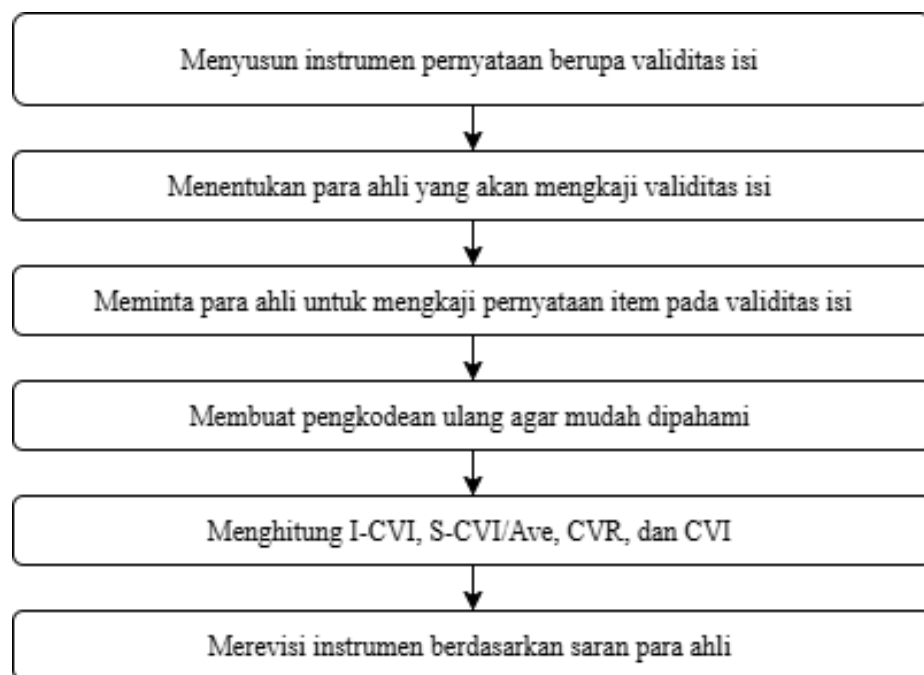 Menyusun instrumen pernyataan berupa validitas isi
Menentukan para ahli yang akan mengkaji validitas isi
Meminta para ahli untuk mengkaji pernyataan item pada validitas isi
Membuat pengkodean ulang agar mudah dipahami
Menghitung I-CVI, S-CVI/Ave, CVR, dan CVI
Merevisi instrumen berdasarkan saran para ahli